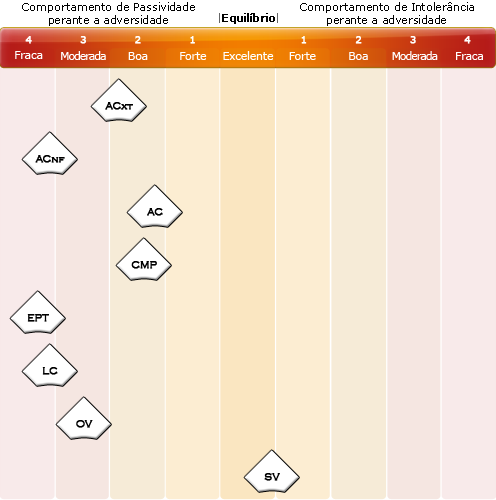 Comportamento de Passividade
perante a adversidade
|Equilíbrio|
Comportamento de Intolerância
perante a adversidade
4 3 2 1 1 2 3 4
Fraca Moderada Boa Forte Excelente Forte Boa Moderada Fraca
ACXT
ACNF
AC
CMP
EPT
LC
OV
SV